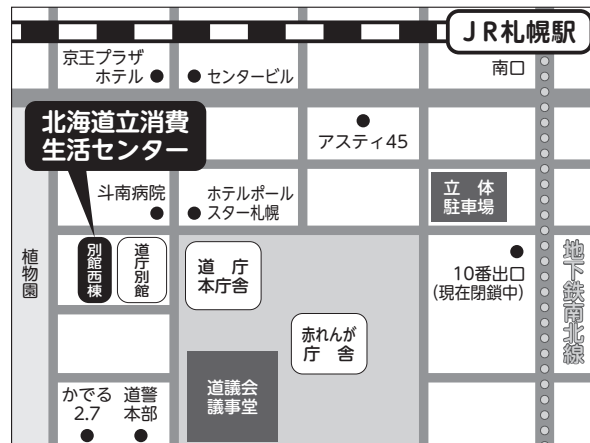 JR札幌駅
京王プラザ
ホテル
センタービル
南口
北海道立消費
生活センター
アスティ45
斗南病院
ホテルポール
スター札幌
立体
駐車場
植物園
別館西棟
道庁別館
道庁
本庁舎
10番出口
(現在閉鎖中)
地下鉄南北線
赤れんが
庁舎
道議会
議事堂
かでる
2.7
道警
本部